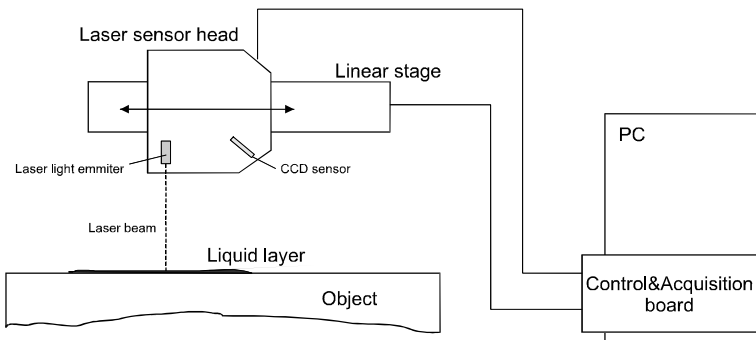 Laser sensor head
Linear stage
PC
Laser light emmiter
CCD sensor
Laser beam
Liquid layer
Object
Control&Acquisition
board